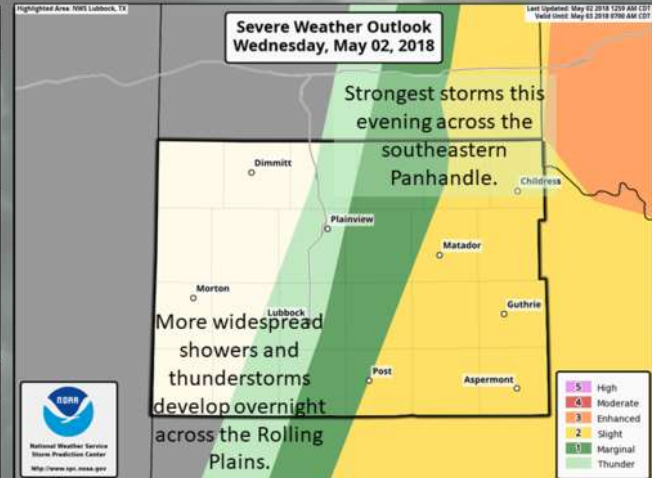 Highlighted Area: NWS Lubbock, TX
Last Updated: May 02 2018 1259 AM CDT
Valid Until: May 03 2018 0700 AM CDT
Severe Weather Outlook
Wednesday, May 02, 2018
Strongest storms this
evening across the
southeastern
Panhandle.
Dimmitt
Childress
Plainview
Matador
Morton
Guthrie
Lubbock
More widespread
showers and
thunderstorms
develop overnight
across the Rolling
Plains.
Post
Aspermont
NOAA
National Weather Service
Storm Prediction Center
http://www.spc.noaa.gov
5 High
4 Moderate
3 Enhanced
2 Slight
1 Marginal
Thunder